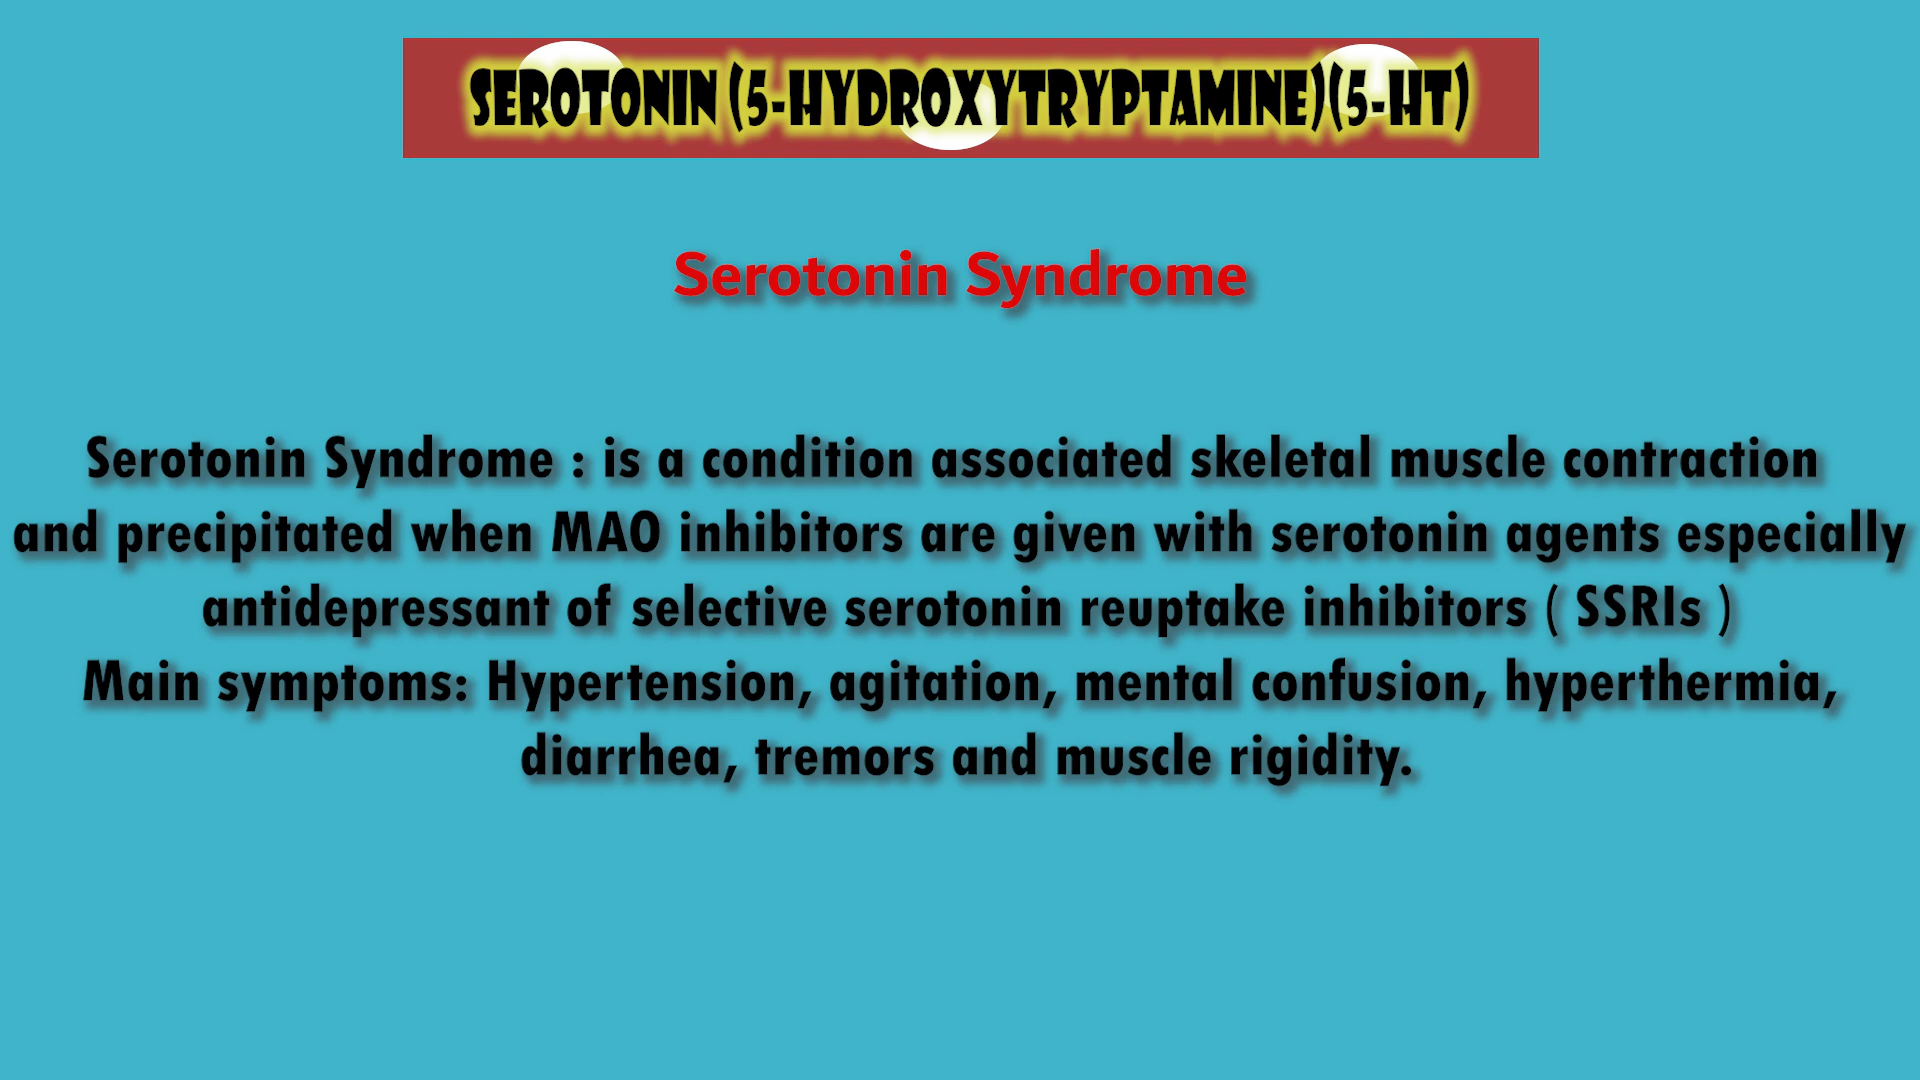 SEROTONIN (5-HYDROXYTRYPTAMINE)(5-HT)
Serotonin Syndrome
Serotonin Syndrome : is a condition associated skeletal muscle contraction
and precipitated when MAO inhibitors are given with serotonin agents especially
antidepressant of selective serotonin reuptake inhibitors ( SSRIs )
Main symptoms: Hypertension, agitation, mental confusion, hyperthermia,
diarrhea, tremors and muscle rigidity.